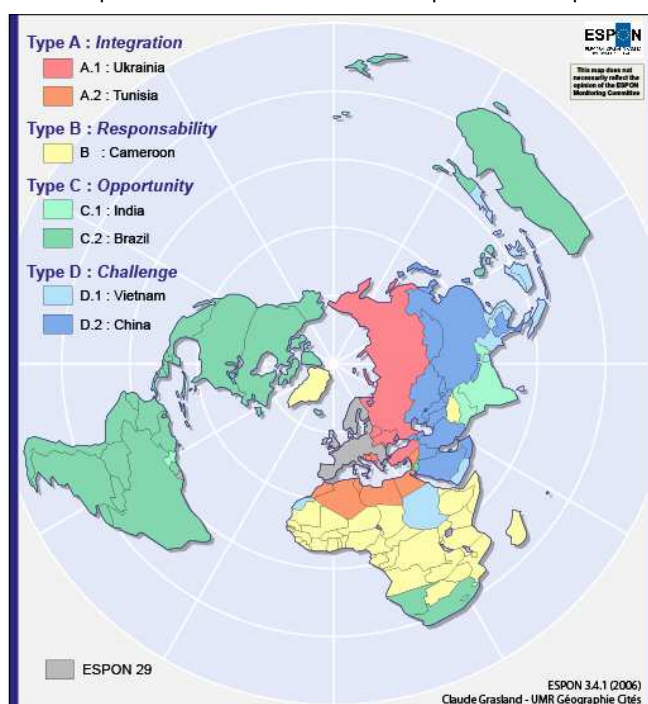 Type A : Integration
A.1 : Ukrainia
A.2 : Tunisia
Type B : Responsability
B : Cameroon
Type C : Opportunity
C.1 : India
C.2 : Brazil
Type D : Challenge
D.1 : Vietnam
D.2 : China
ESPON
This map does not
necessarily reflect the
opinion of the ESPON
Monitoring Committee
ESPON 29
ESPON 3.4.1 (2006)
Claude Grasland - UMR Géographie Cités